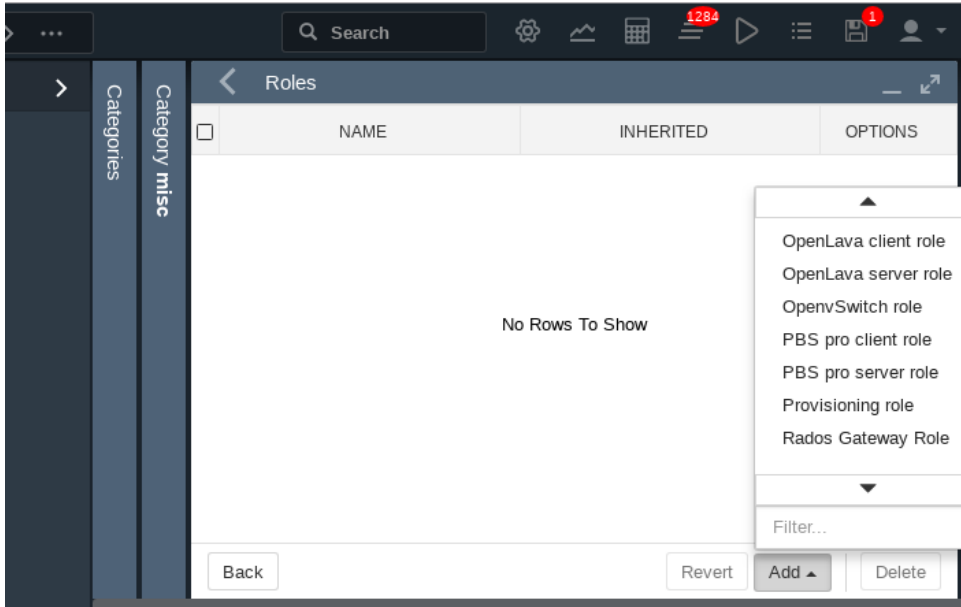 Search
1284
1
Categories
Category misc
Roles
NAME
INHERITED
OPTIONS
No Rows To Show
OpenLava client role
OpenLava server role
OpenvSwitch role
PBS pro client role
PBS pro server role
Provisioning role
Rados Gateway Role
Filter...
Back
Revert
Add
Delete